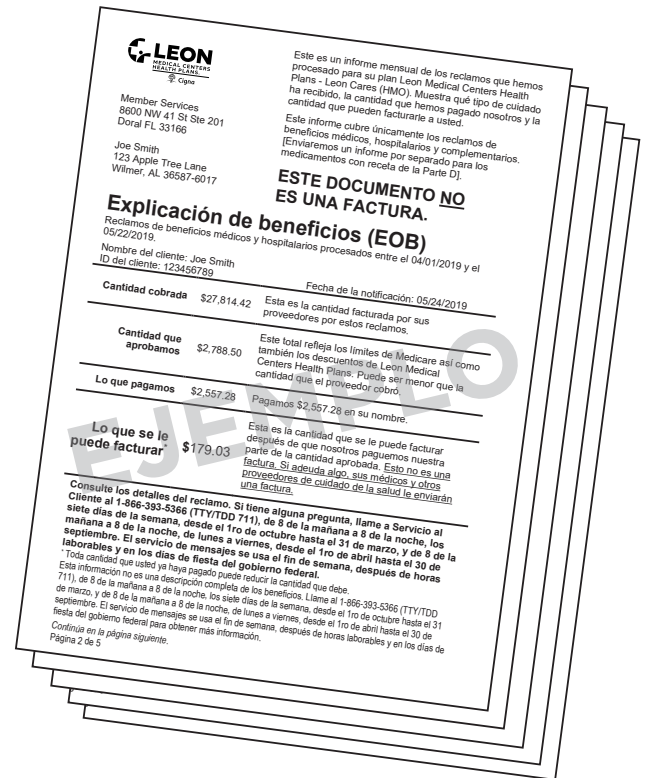 LEON
MEDICAL CENTERS
HEALTH PLANS.
Cigna
Member Services
8600 NW 41 St Ste 201
Doral FL 33166
Joe Smith
123 Apple Tree Lane
Wilmer, AL 36587-6017
Este es un informe mensual de los reclamos que hemos
procesado para su plan Leon Medical Centers Health
Plans - Leon Cares (HMO). Muestra qué tipo de cuidado
ha recibido, la cantidad que hemos pagado nosotros y la
cantidad que pueden facturarle a usted.
Este informe cubre únicamente los reclamos de
beneficios médicos, hospitalarios y complementarios.
[Enviaremos un informe por separado para los
medicamentos con receta de la Parte D].
ESTE DOCUMENTO NO
ES UNA FACTURA.
Explicación de beneficios (EOB)
Reclamos de beneficios médicos y hospitalarios procesados entre el 04/01/2019 y el
05/22/2019.
Nombre del cliente: Joe Smith
ID del cliente: 123456789
Fecha de la notificación: 05/24/2019
Cantidad cobrada $27,814.42 Esta es la cantidad facturada por sus
proveedores por estos reclamos.
Cantidad que
aprobamos $2,788.50
Este total refleja los límites de Medicare así como
también los descuentos de Leon Medical
Centers Health Plans. Puede ser menor que la
cantidad que el proveedor cobró.
Lo que pagamos $2,557.28 Pagamos $2,557.28 en su nombre.
Lo que se le
puede facturar* $179.03
Esta es la cantidad que se le puede facturar
después de que nosotros paguemos nuestra
parte de la cantidad aprobada. Esto no es una
factura. Si adeuda algo, sus médicos y otros
proveedores de cuidado de la salud le enviarán
una factura.
EJEMPLO
Consulte los detalles del reclamo. Si tiene alguna pregunta, llame a Servicio al
Cliente al 1-866-393-5366 (TTY/TDD 711), de 8 de la mañana a 8 de la noche, los
siete días de la semana, desde el 1ro de octubre hasta el 31 de marzo, y de 8 de la
mañana a 8 de la noche, de lunes a viernes, desde el 1ro de abril hasta el 30 de
septiembre. El servicio de mensajes se usa el fin de semana, después de horas
laborables y en los días de fiesta del gobierno federal.
* Toda cantidad que usted ya haya pagado puede reducir la cantidad que debe.
Esta información no es una descripción completa de los beneficios. Llame al 1-866-393-5366 (TTY/TDD
711), de 8 de la mañana a 8 de la noche, los siete días de la semana, desde el 1ro de octubre hasta el 31
de marzo, y de 8 de la mañana a 8 de la noche, de lunes a viernes, desde el 1ro de abril hasta el 30 de
septiembre. El servicio de mensajes se usa el fin de semana, después de horas laborables y en los días de
fiesta del gobierno federal para obtener más información.
Continúa en la página siguiente.
Página 2 de 5